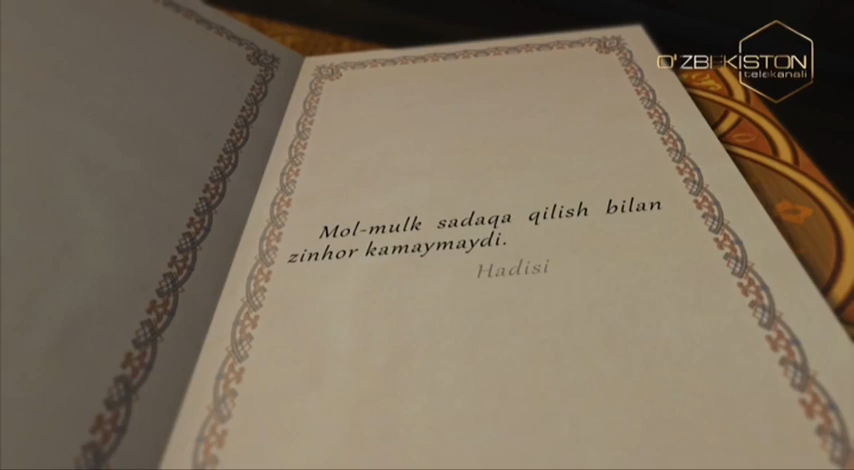 O'ZBEKISTON
telekanali
Mol-mulk sadaqa qilish bilan
zinhor kamaymaydi.
Hadisi